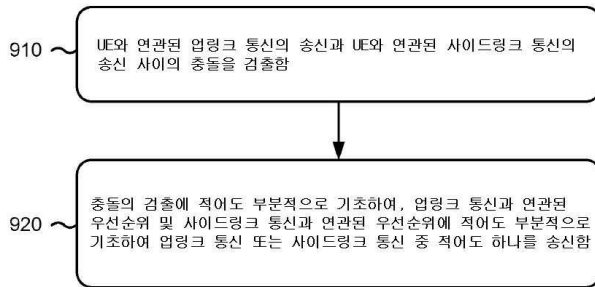 910
UE와 연관된 업링크 통신의 송신과 UE와 연관된 사이드링크 통신의
송신 사이의 충돌을 검출함
920
충돌의 검출에 적어도 부분적으로 기초하여, 업링크 통신과 연관된
우선순위 및 사이드링크 통신과 연관된 우선순위에 적어도 부분적으로
기초하여 업링크 통신 또는 사이드링크 통신 중 적어도 하나를 송신함